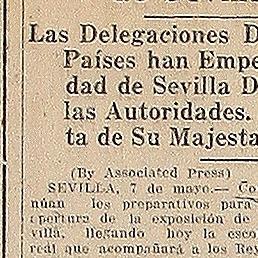 Las Delegaciones D
Países han Empe
dad de Sevilla D
las Autoridades.
ta de Su Majesta
(By Associated Press)
SEVILLA, 7 de mayo.— Co
núan los preparativos para
apertura de la exposición de
villa, llegando hoy la esco
real que acompañará a los Rey